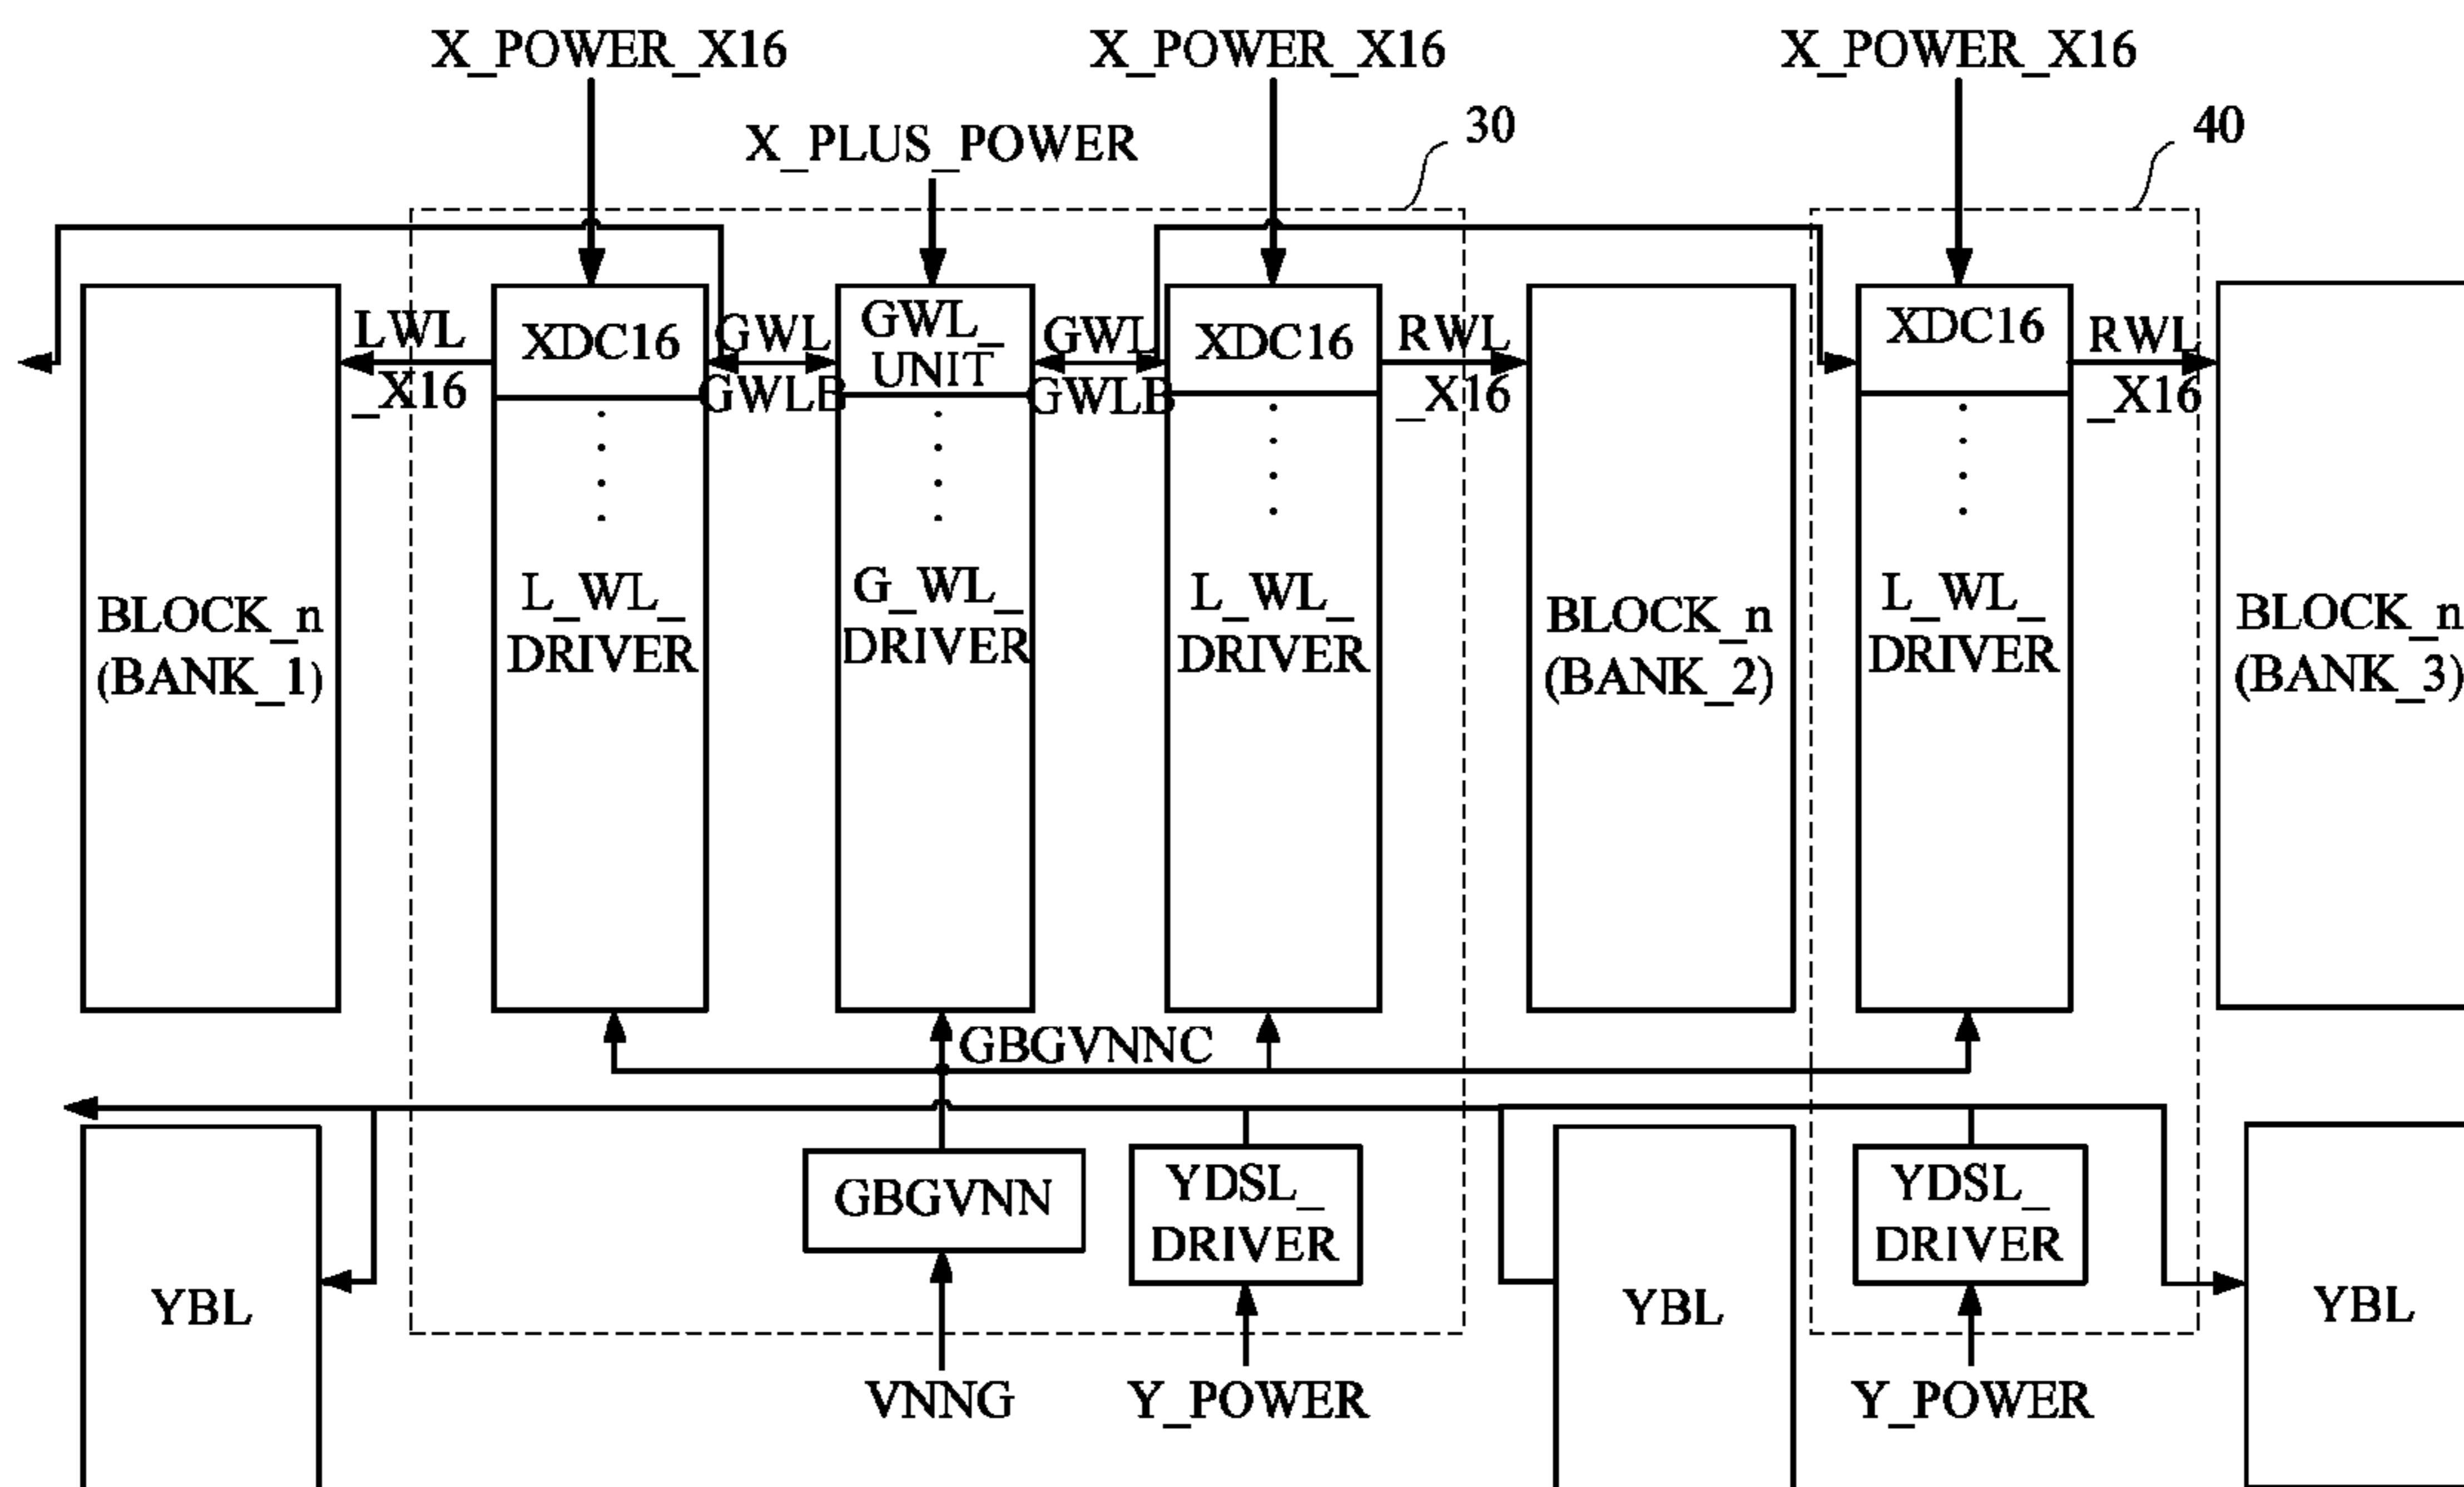 X_POWER_X16
X_POWER_X16
X_POWER_X16
X_PLUS_POWER
30
40
LWL
_X16
XDC16
GWL
GWLB
GWL_
UNIT
GWL
GWLB
XDC16
RWL
_X16
XDC16
RWL
_X16
BLOCK_n
(BANK_1)
L_WL_
DRIVER
G_WL_
DRIVER
L_WL_
DRIVER
BLOCK_n
(BANK_2)
L_WL_
DRIVER
BLOCK_n
(BANK_3)
GBGVNNC
YBL
GBGVNN
YDSL_
DRIVER
YBL
YDSL_
DRIVER
YBL
VNNG
Y_POWER
Y_POWER